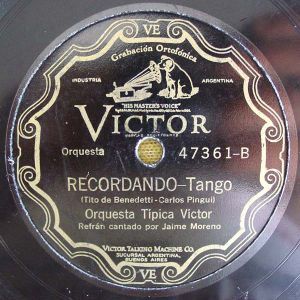 VE
Grabación Ortofónica
INDUSTRIA ARGENTINA
"HIS MASTER'S VOICE"
VICTOR
Orquesta 47361-B
RECORDANDO-Tango
(Tito de Benedetti-Carlos Pingui)
Orquesta Típica Victor
Refrán cantado por Jaime Moreno
VICTOR TALKING MACHINE CO.
SUCURSAL ARGENTINA,
BUENOS AIRES
VE